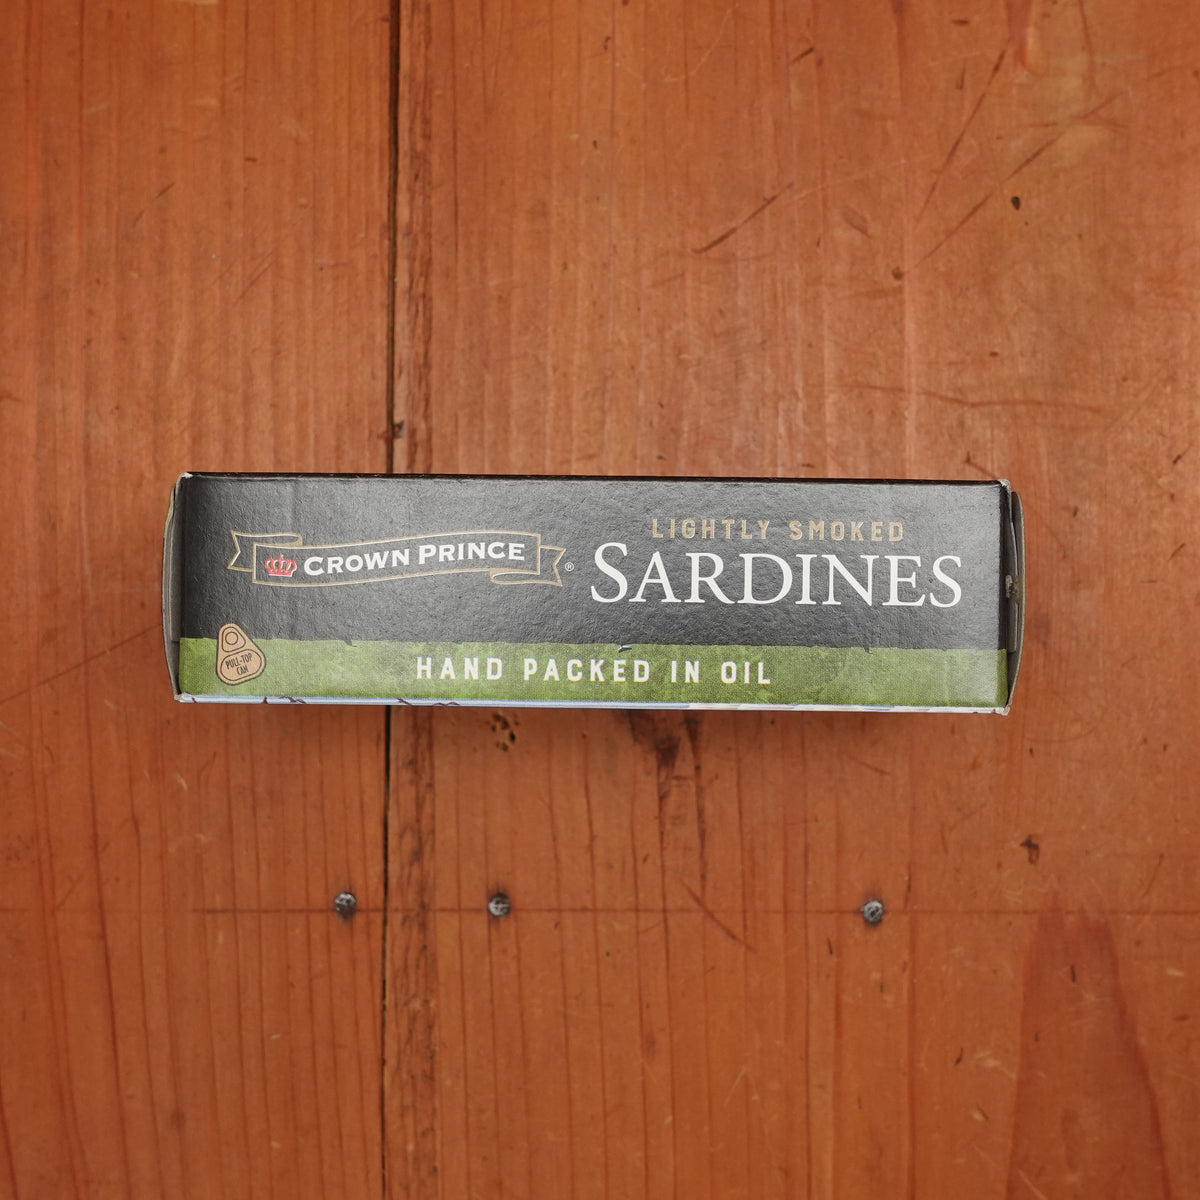 CROWN PRINCE®
LIGHTLY SMOKED
SARDINES
PULL-TOP
CAN
HAND PACKED IN OIL